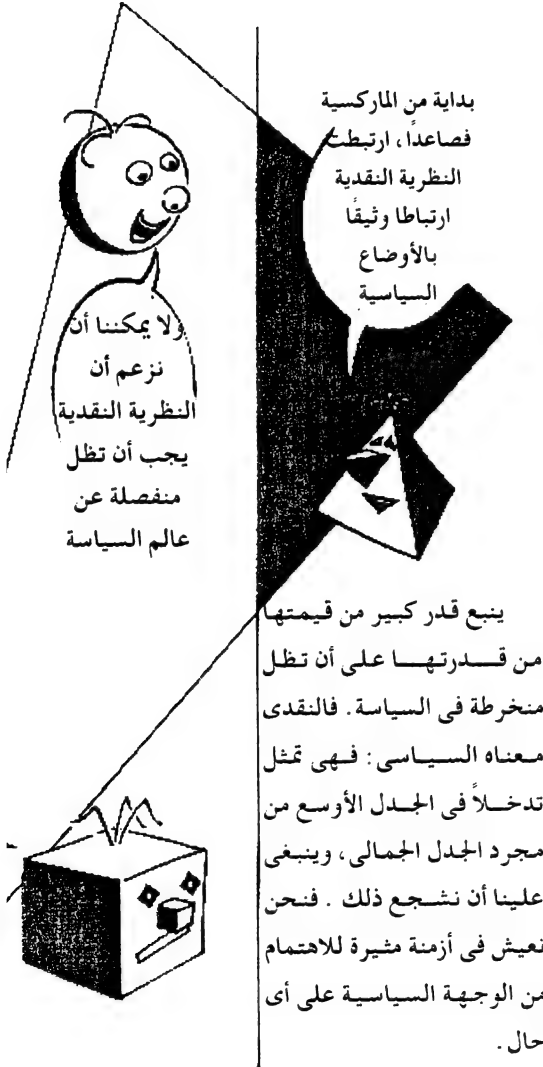 بداية من الماركسية
فصاعدًا، ارتبطت
النظرية النقدية
ارتباطا وثيقًا
بالأوضاع
السياسية
ولا يمكننا أن
نزعم أن
النظرية النقدية
يجب أن تظل
منفصلة عن
عالم السياسة
ينبع قدر كبير من قيمتها
من قدرتها على أن تظل
منخرطة فى السياسة. فالنقدى
معناه السياسى: فهى تمثل
تدخلاً فى الجدل الأوسع من
مجرد الجدل الجمالى، وينبغى
علينا أن نشجع ذلك . فنحن
نعيش فى أزمنة مثيرة للاهتمام
من الوجهة السياسية على أى
حال.